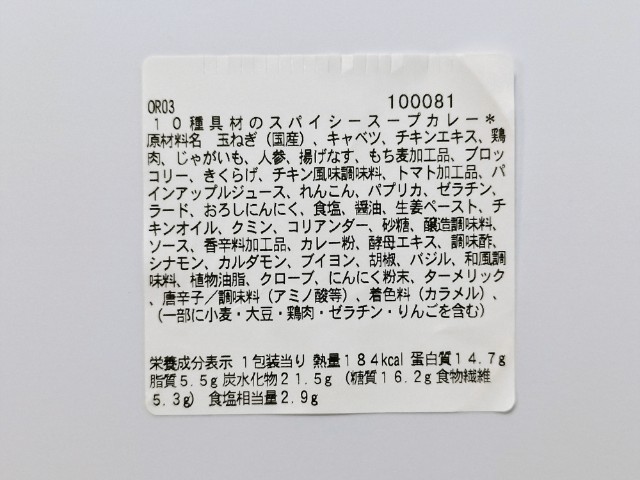 OR03
100081
10種具材のスパイシースープカレー*
原材料名 玉ねぎ(国産)、キャベツ、チキンエキス、鶏
肉、じゃがいも、人参、揚げなす、もち麦加工品、ブロッ
コリー、きくらげ、チキン風味調味料、トマト加工品、パ
インアップルジュース、れんこん、パプリカ、ゼラチン、
ラード、おろしにんにく、食塩、醤油、生姜ペースト、チ
キンオイル、クミン、コリアンダー、砂糖、醸造調味料、
ソース、香辛料加工品、カレー粉、酵母エキス、調味酢、
シナモン、カルダモン、ブイヨン、胡椒、バジル、和風調
味料、植物油脂、クローブ、にんにく粉末、ターメリック
、唐辛子/調味料(アミノ酸等)、着色料(カラメル)、
(一部に小麦・大豆・鶏肉・ゼラチン・りんごを含む)
栄養成分表示 1包装当り 熱量184kcal 蛋白質14.7g
脂質5.5g 炭水化物21.5g (糖質16.2g 食物繊維
5.3g) 食塩相当量2.9g